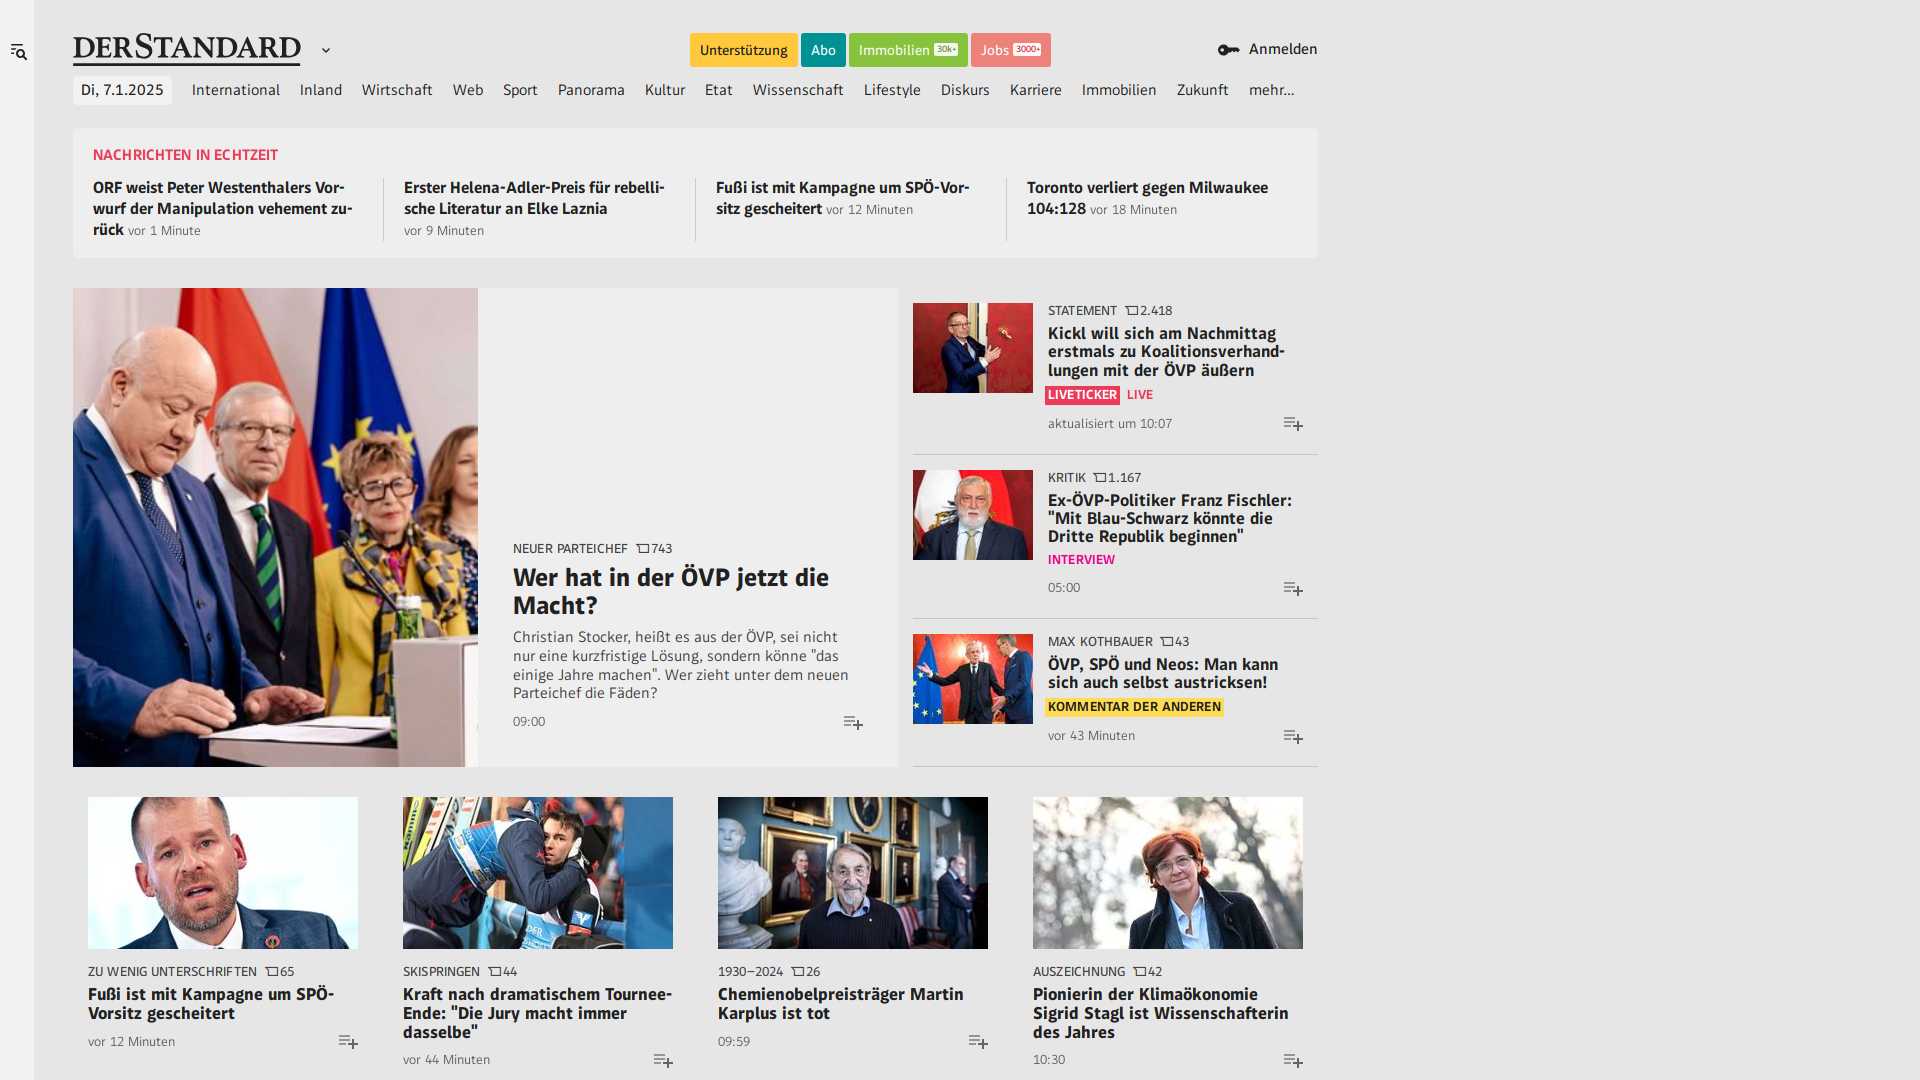 DERSTANDARD
Unterstützung
Abo
Immobilien 30k+
Jobs 3000+
Anmelden
Di, 7.1.2025
International
Inland
Wirtschaft
Web
Sport
Panorama
Kultur
Etat
Wissenschaft
Lifestyle
Diskurs
Karriere
Immobilien
Zukunft
mehr…
NACHRICHTEN IN ECHTZEIT
ORF weist Peter Westenthalers Vor-
wurf der Manipulation vehement zu-
rück vor 1 Minute
Erster Helena-Adler-Preis für rebelli-
sche Literatur an Elke Laznia
vor 9 Minuten
Fußi ist mit Kampagne um SPÖ-Vor-
sitz gescheitert vor 12 Minuten
Toronto verliert gegen Milwaukee
104:128 vor 18 Minuten
NEUER PARTEICHEF 743
Wer hat in der ÖVP jetzt die
Macht?
Christian Stocker, heißt es aus der ÖVP, sei nicht
nur eine kurzfristige Lösung, sondern könne "das
einige Jahre machen". Wer zieht unter dem neuen
Parteichef die Fäden?
09:00
STATEMENT 2.418
Kickl will sich am Nachmittag
erstmals zu Koalitionsverhand-
lungen mit der ÖVP äußern
LIVETICKER LIVE
aktualisiert um 10:07
KRITIK 1.167
Ex-ÖVP-Politiker Franz Fischler:
"Mit Blau-Schwarz könnte die
Dritte Republik beginnen"
INTERVIEW
05:00
MAX KOTHBAUER 43
ÖVP, SPÖ und Neos: Man kann
sich auch selbst austricksen!
KOMMENTAR DER ANDEREN
vor 43 Minuten
ZU WENIG UNTERSCHRIFTEN 65
Fußi ist mit Kampagne um SPÖ-
Vorsitz gescheitert
vor 12 Minuten
SKISPRINGEN 44
Kraft nach dramatischem Tournee-
Ende: "Die Jury macht immer
dasselbe"
vor 44 Minuten
1930–2024 26
Chemienobelpreisträger Martin
Karplus ist tot
09:59
AUSZEICHNUNG 42
Pionierin der Klimaökonomie
Sigrid Stagl ist Wissenschafterin
des Jahres
10:30